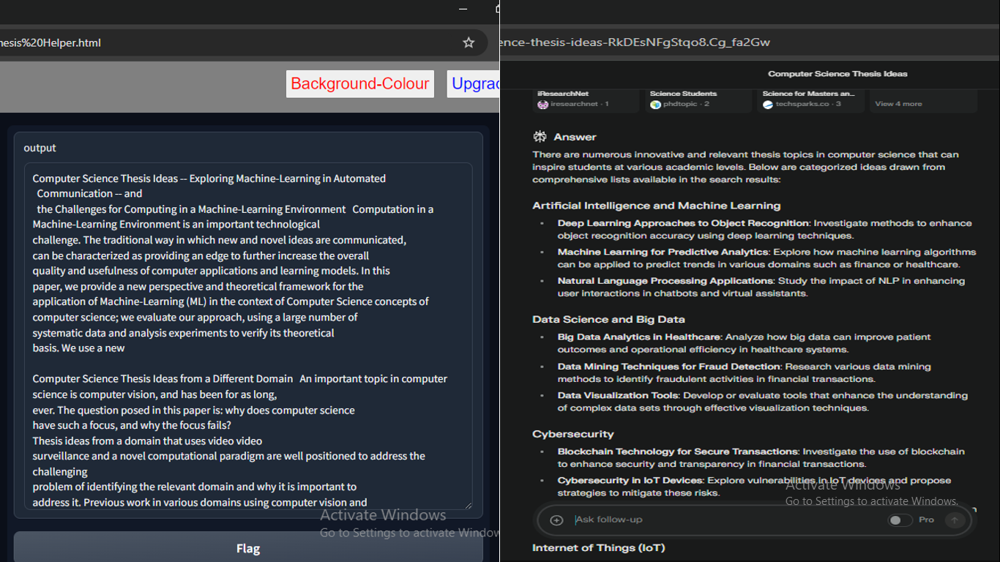 nesis%20Helper.html
Background-Colour
output
Computer Science Thesis Ideas -- Exploring Machine-Learning in Automated
Communication -- and
the Challenges for Computing in a Machine-Learning Environment Computation in a
Machine-Learning Environment is an important technological
challenge. The traditional way in which new and novel ideas are communicated,
can be characterized as providing an edge to further increase the overall
quality and usefulness of computer applications and learning models. In this
paper, we provide a new perspective and theoretical framework for the
application of Machine-Learning (ML) in the context of Computer Science concepts of
computer science; we evaluate our approach, using a large number of
systematic data and analysis experiments to verify its theoretical
basis. We use a new
Computer Science Thesis Ideas from a Different Domain An important topic in computer
science is computer vision, and has been for as long,
ever. The question posed in this paper is: why does computer science
have such a focus, and why the focus fails?
Thesis ideas from a domain that uses video video
surveillance and a novel computational paradigm are well positioned to address the
challenging
problem of identifying the relevant domain and why it is important to
address it. Previous work in various domains using computer vision and
Activate Windows
Go to Settings to activate Window
Flag
ence-thesis-ideas-RkDEsNFgStqo8.Cg_fa2Gw
Computer Science Thesis Ideas
iResearchNet
iresearchnet · 1
Science Students
phdtopic · 2
Science for Masters an...
techsparks.co · 3
View 4 more
Answer
There are numerous innovative and relevant thesis topics in computer science that can
inspire students at various academic levels. Below are categorized ideas drawn from
comprehensive lists available in the search results:
Artificial Intelligence and Machine Learning
• Deep Learning Approaches to Object Recognition: Investigate methods to enhance
object recognition accuracy using deep learning techniques.
• Machine Learning for Predictive Analytics: Explore how machine learning algorithms
can be applied to predict trends in various domains such as finance or healthcare.
• Natural Language Processing Applications: Study the impact of NLP in enhancing
user interactions in chatbots and virtual assistants.
Data Science and Big Data
• Big Data Analytics in Healthcare: Analyze how big data can improve patient
outcomes and operational efficiency in healthcare systems.
• Data Mining Techniques for Fraud Detection: Research various data mining
methods to identify fraudulent activities in financial transactions.
• Data Visualization Tools: Develop or evaluate tools that enhance the understanding
of complex data sets through effective visualization techniques.
Cybersecurity
• Blockchain Technology for Secure Transactions: Investigate the use of blockchain
to enhance security and transparency in financial transactions.
• Cybersecurity in IoT Devices: Explore vulnerabilities in IoT devices and propose
strategies to mitigate these risks.
Activate Windows
Go to Settings to activate Windows.
Ask follow-up
Pro
Internet of Things (IoT)